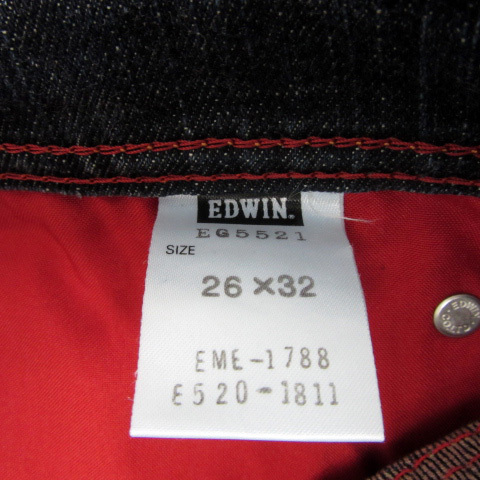 EDWIN.
EG5521
SIZE
26×32
EME-1788
E520-1811
EDWIN